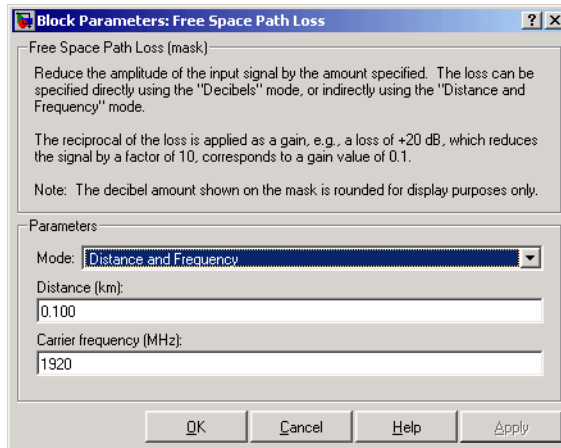 Block Parameters: Free Space Path Loss
Free Space Path Loss (mask)
Reduce the amplitude of the input signal by the amount specified. The loss can be
specified directly using the "Decibels" mode, or indirectly using the "Distance and
Frequency" mode.
The reciprocal of the loss is applied as a gain, e.g., a loss of +20 dB, which reduces
the signal by a factor of 10, corresponds to a gain value of 0.1.
Note: The decibel amount shown on the mask is rounded for display purposes only.
Parameters
Mode: Distance and Frequency
Distance (km):
0.100
Carrier frequency (MHz):
1920
OK Cancel Help Apply